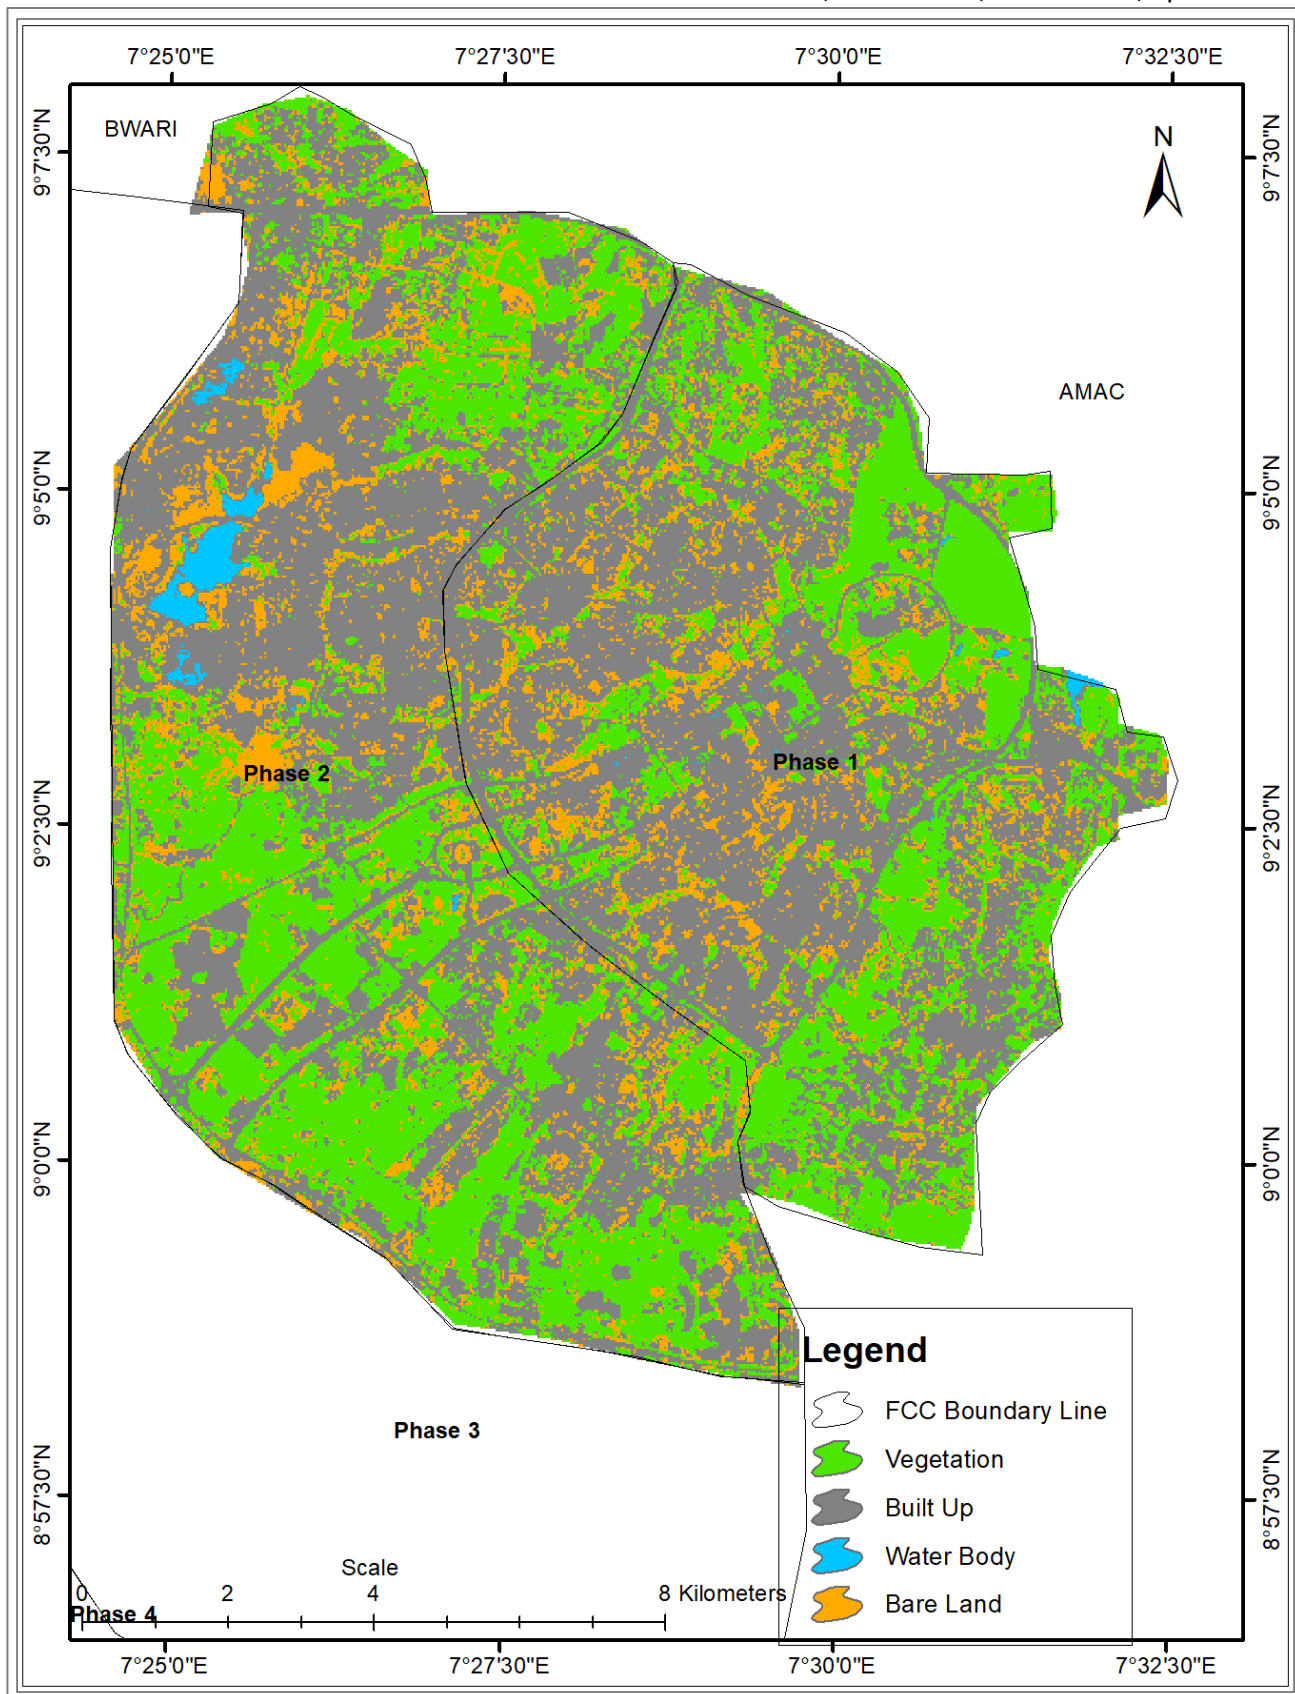 7°25'0"E 7°27'30"E 7°30'0"E 7°32'30"E
BWARI
N
9°7'30"N
9°7'30"N
AMAC
9°5'0"N
9°5'0"N
Phase 1
Phase 2
9°2'30"N
9°2'30"N
9°0'0"N
9°0'0"N
Legend
FCC Boundary Line
Phase 3
Vegetation
8°57'30"N
8°57'30"N
Built Up
Water Body
Scale
0 2 4 8 Kilometers
Bare Land
Phase 4
7°25'0"E 7°27'30"E 7°30'0"E 7°32'30"E